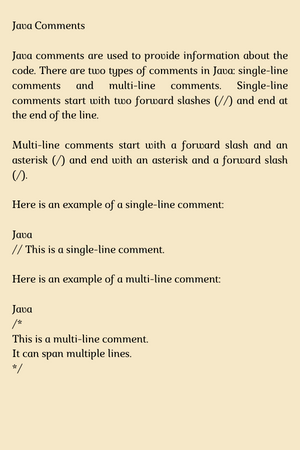 Java Comments
Java comments are used to provide information about the
code. There are two types of comments in Java: single-line
comments and multi-line comments. Single-line
comments start with two forward slashes (//) and end at
the end of the line.
Multi-line comments start with a forward slash and an
asterisk (/) and end with an asterisk and a forward slash
(/).
Here is an example of a single-line comment:
Java
// This is a single-line comment.
Here is an example of a multi-line comment:
Java
/*
This is a multi-line comment.
It can span multiple lines.
*/